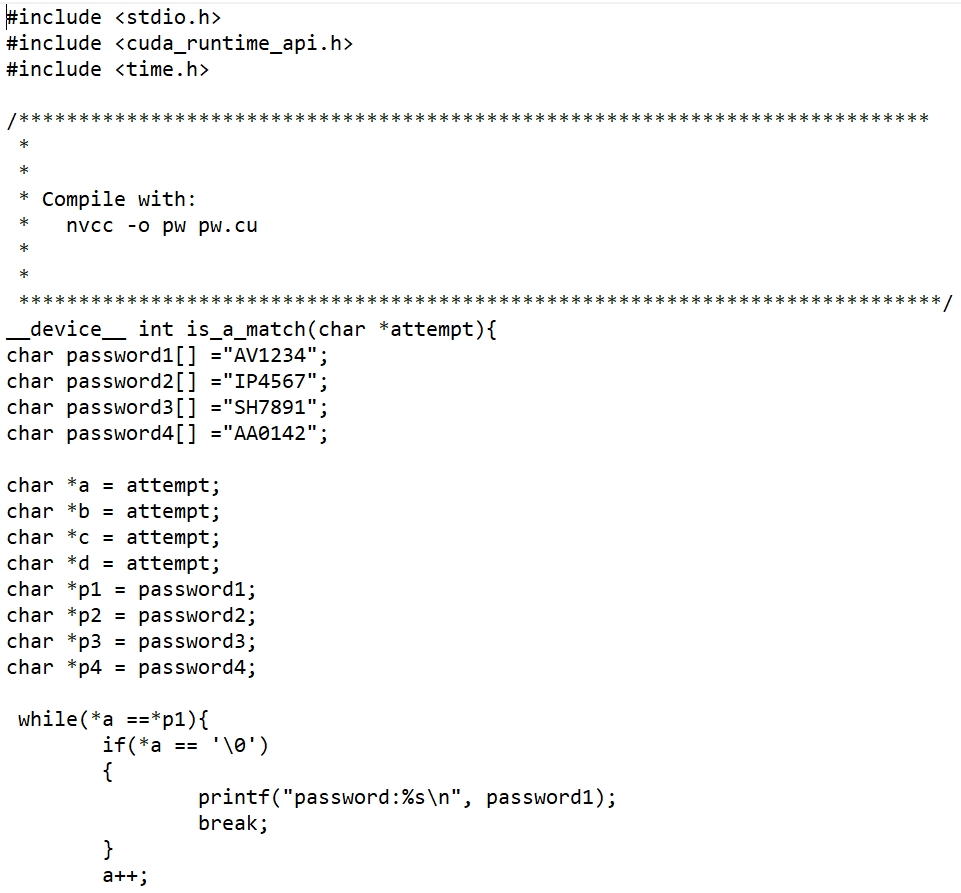 #include <stdio.h>
#include <cuda_runtime_api.h>
#include <time.h>
/****************************************************************************
*
*
* Compile with:
* nvcc -o pw pw.cu
*
*
*****************************************************************************/
__device__ int is_a_match(char *attempt){
char password1[] ="AV1234";
char password2[] ="IP4567";
char password3[] ="SH7891";
char password4[] ="AA0142";
char *a = attempt;
char *b = attempt;
char *c = attempt;
char *d = attempt;
char *p1 = password1;
char *p2 = password2;
char *p3 = password3;
char *p4 = password4;
while(*a ==*p1){
if(*a == '\0')
{
printf("password:%s\n", password1);
break;
}
a++;